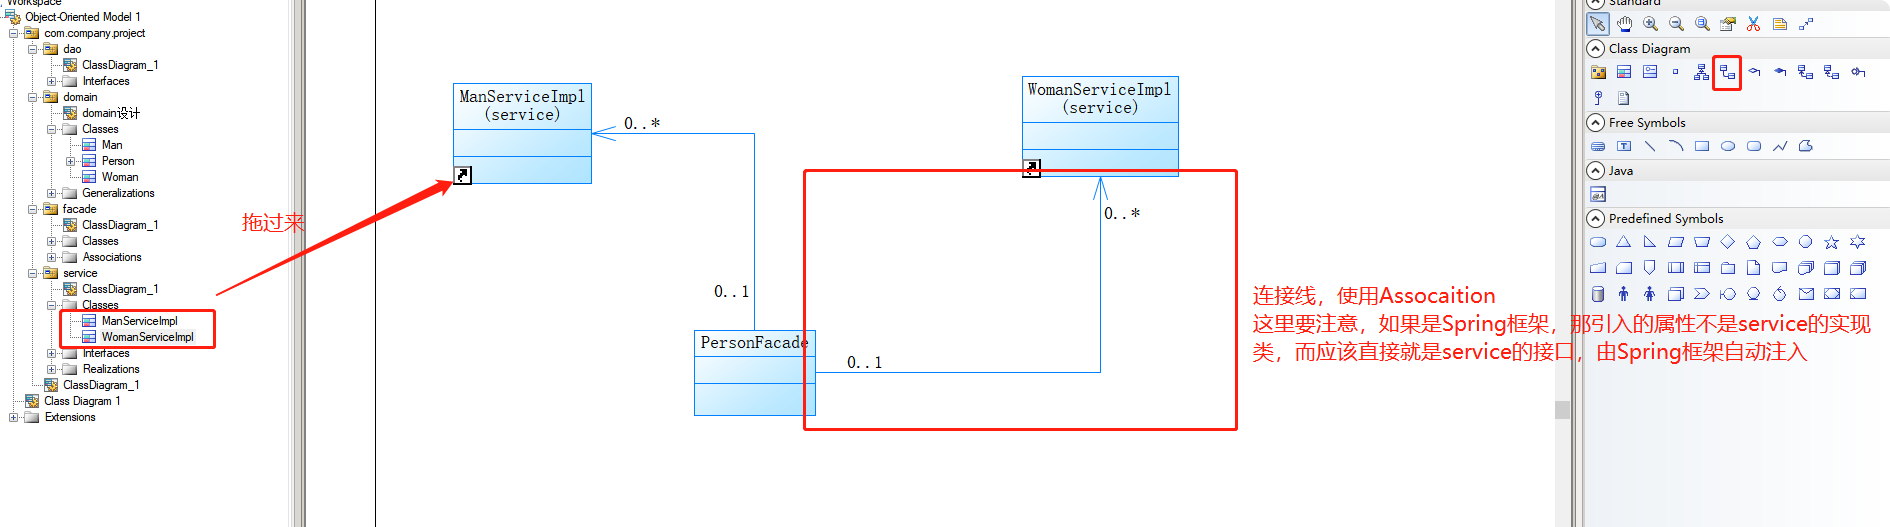 Workspace
Object-Oriented Model 1
com.company.project
dao
ClassDiagram_1
Interfaces
domain
domain设计
Classes
Man
Person
Woman
Generalizations
facade
ClassDiagram_1
Classes
Associations
service
ClassDiagram_1
Classes
ManServiceImpl
WomanServiceImpl
Interfaces
Realizations
ClassDiagram_1
Class Diagram 1
Extensions
拖过来
ManServiceImpl
(service)
0..*
0..1
WomanServiceImpl
(service)
0..*
PersonFacade
0..1
连接线，使用Assocaition
这里要注意，如果是Spring框架，那引入的属性不是service的实现
类，而应该直接就是service的接口，由Spring框架自动注入
Standard
Class Diagram
Free Symbols
Java
Predefined Symbols